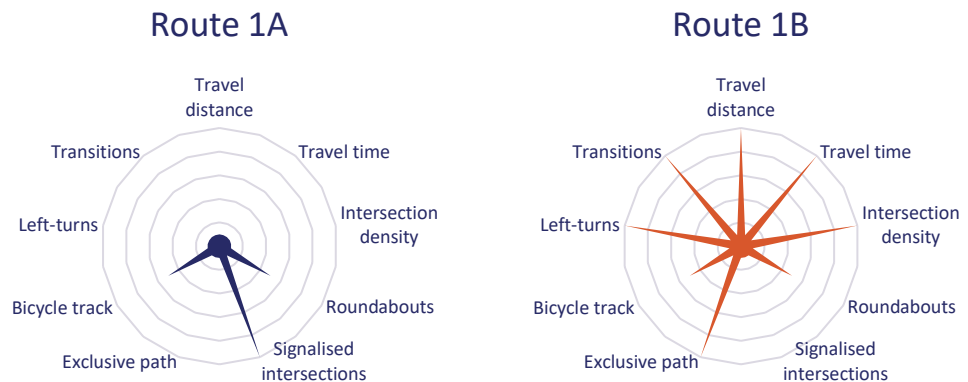 Route 1A
Travel
distance
Transitions
Travel time
Left-turns
Intersection
density
Bicycle track
Roundabouts
Exclusive path
Signalised
intersections
Route 1B
Travel
distance
Transitions
Travel time
Left-turns
Intersection
density
Bicycle track
Roundabouts
Exclusive path
Signalised
intersections